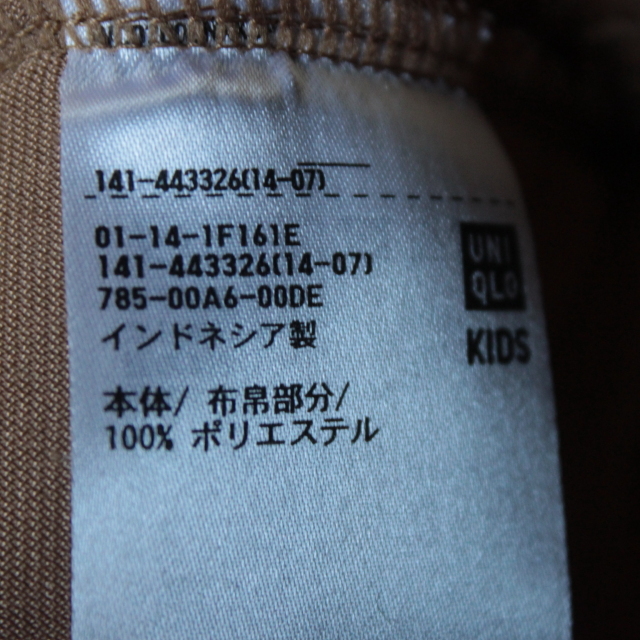 141-443326(14-07)
01-14-1F161E
141-443326(14-07)
785-00A6-00DE
インドネシア製
UNI
QLO
KIDS
本体/ 布帛部分/
100% ポリエステル